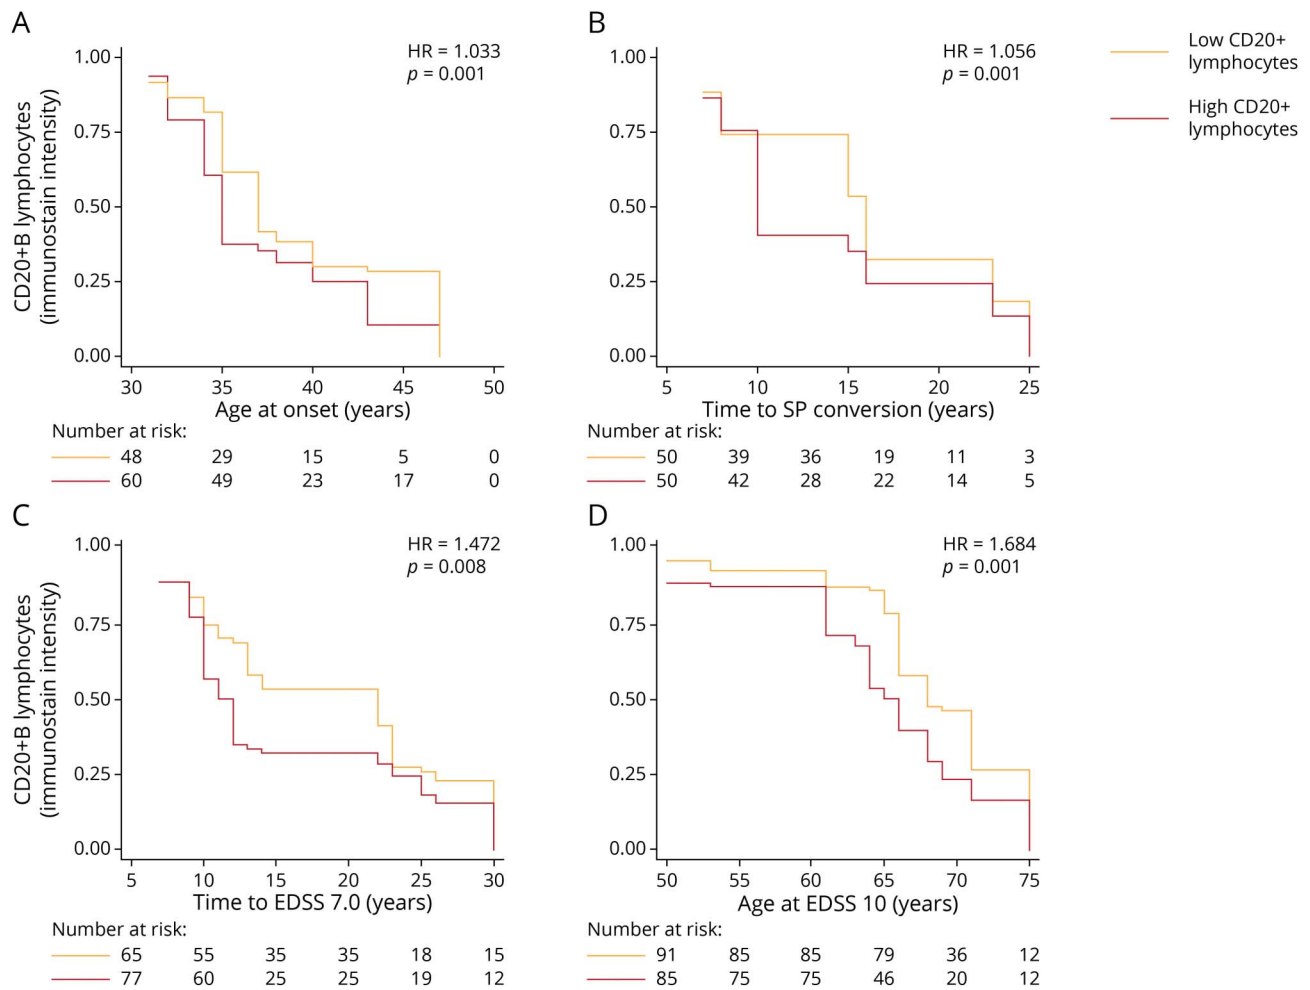 A
CD20+B lymphocytes
(immunostain intensity)
HR = 1.033
p = 0.001
1.00
0.75
0.50
0.25
0.00
30 35 40 45 50
Age at onset (years)
Number at risk:
48 29 15 5 0
60 49 23 17 0
B
HR = 1.056
p = 0.001
1.00
0.75
0.50
0.25
0.00
5 10 15 20 25
Time to SP conversion (years)
Number at risk:
50 39 36 19 11 3
50 42 28 22 14 5
Low CD20+
lymphocytes
High CD20+
lymphocytes
C
CD20+B lymphocytes
(immunostain intensity)
HR = 1.472
p = 0.008
1.00
0.75
0.50
0.25
0.00
5 10 15 20 25 30
Time to EDSS 7.0 (years)
Number at risk:
65 55 35 35 18 15
77 60 25 25 19 12
D
HR = 1.684
p = 0.001
1.00
0.75
0.50
0.25
0.00
50 55 60 65 70 75
Age at EDSS 10 (years)
Number at risk:
91 85 85 79 36 12
85 75 75 46 20 12